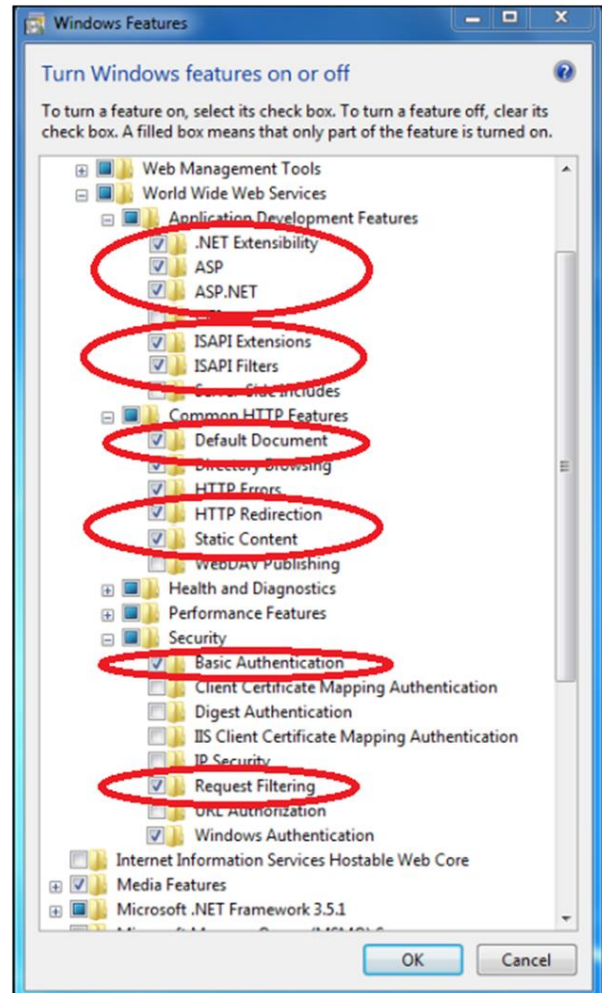 Windows Features
Turn Windows features on or off
To turn a feature on, select its check box. To turn a feature off, clear its
check box. A filled box means that only part of the feature is turned on.
Web Management Tools
World Wide Web Services
Application Development Features
.NET Extensibility
ASP
ASP.NET
ISAPI Extensions
ISAPI Filters
Server-Side Includes
Common HTTP Features
Default Document
Directory Browsing
HTTP Errors
HTTP Redirection
Static Content
WebDAV Publishing
Health and Diagnostics
Performance Features
Security
Basic Authentication
Client Certificate Mapping Authentication
Digest Authentication
IIS Client Certificate Mapping Authentication
IP Security
Request Filtering
URL Authorization
Windows Authentication
Internet Information Services Hostable Web Core
Media Features
Microsoft .NET Framework 3.5.1
OK
Cancel